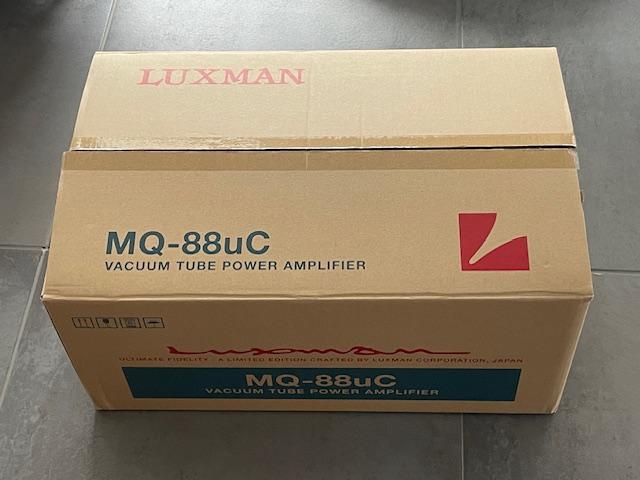 LUXMAN
MQ-88uC
VACUUM TUBE POWER AMPLIFIER
Luxman
ULTIMATE FIDELITY : A LIMITED EDITION CRAFTED BY LUXMAN CORPORATION, JAPAN
MQ-88uC
VACUUM TUBE POWER AMPLIFIER